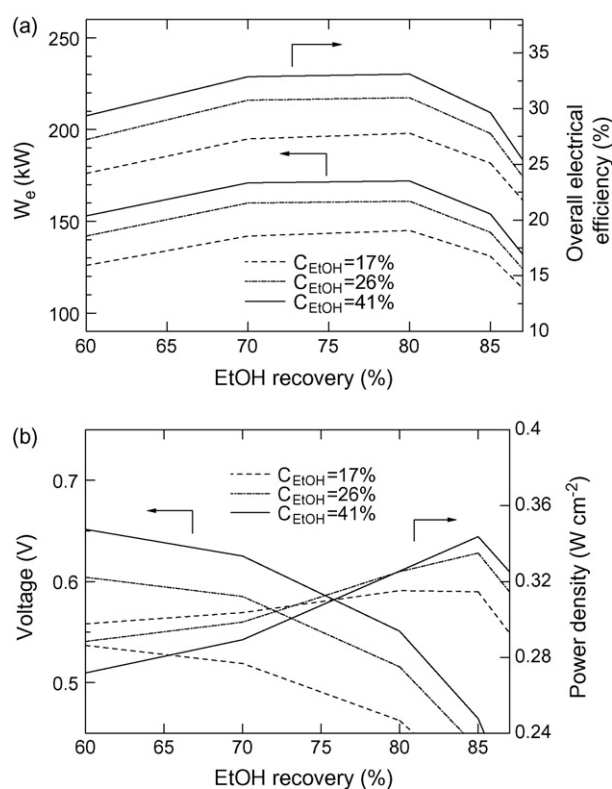 (a)
250
200
150
100
W_e (kW)
35
30
25
20
15
10
Overall electrical
efficiency (%)
C_EtOH=17%
C_EtOH=26%
C_EtOH=41%
60 65 70 75 80 85
EtOH recovery (%)
(b)
0.7
0.6
0.5
Voltage (V)
0.4
0.36
0.32
0.28
0.24
Power density (W cm⁻²)
C_EtOH=17%
C_EtOH=26%
C_EtOH=41%
60 65 70 75 80 85
EtOH recovery (%)